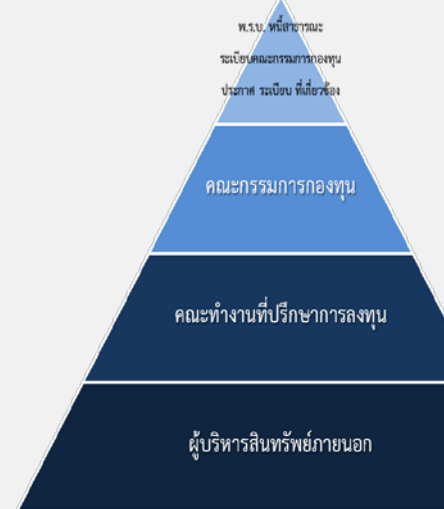 พ.ร.บ. หนี้สาธารณะ
ระเบียบคณะกรรมการกองทุน
ประกาศ ระเบียบ ที่เกี่ยวข้อง
คณะกรรมการกองทุน
คณะทำงานที่ปรึกษาการลงทุน
ผู้บริหารสินทรัพย์ภายนอก